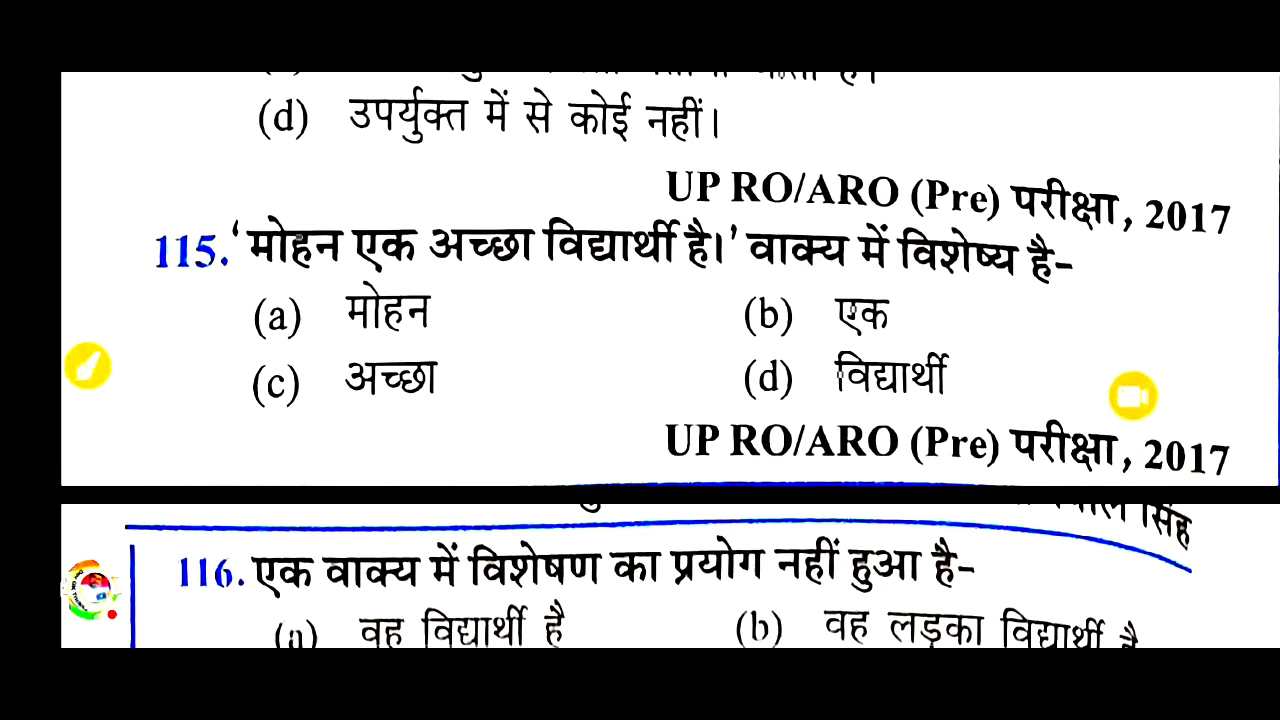 (d) उपर्युक्त में से कोई नहीं।
UP RO/ARO (Pre) परीक्षा, 2017
115. 'मोहन एक अच्छा विद्यार्थी है।' वाक्य में विशेष्य है-
(a) मोहन (b) एक
(c) अच्छा (d) विद्यार्थी
UP RO/ARO (Pre) परीक्षा, 2017
सिंह
116. एक वाक्य में विशेषण का प्रयोग नहीं हुआ है-
(a) वह विद्यार्थी है (b) वह लड़का विद्यार्थी है